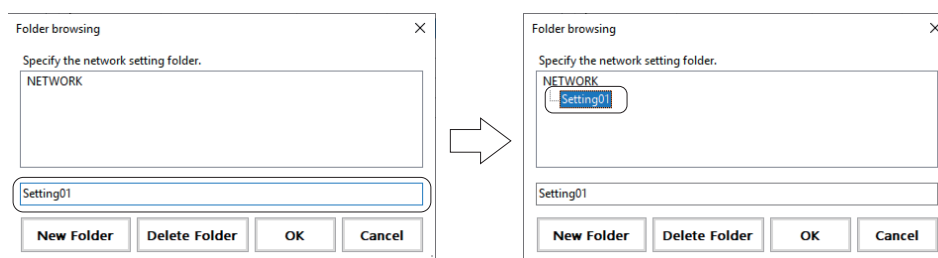 Folder browsing
Specify the network setting folder.
NETWORK
Setting01
New Folder Delete Folder OK Cancel
Folder browsing
Specify the network setting folder.
NETWORK
Setting01
Setting01
New Folder Delete Folder OK Cancel